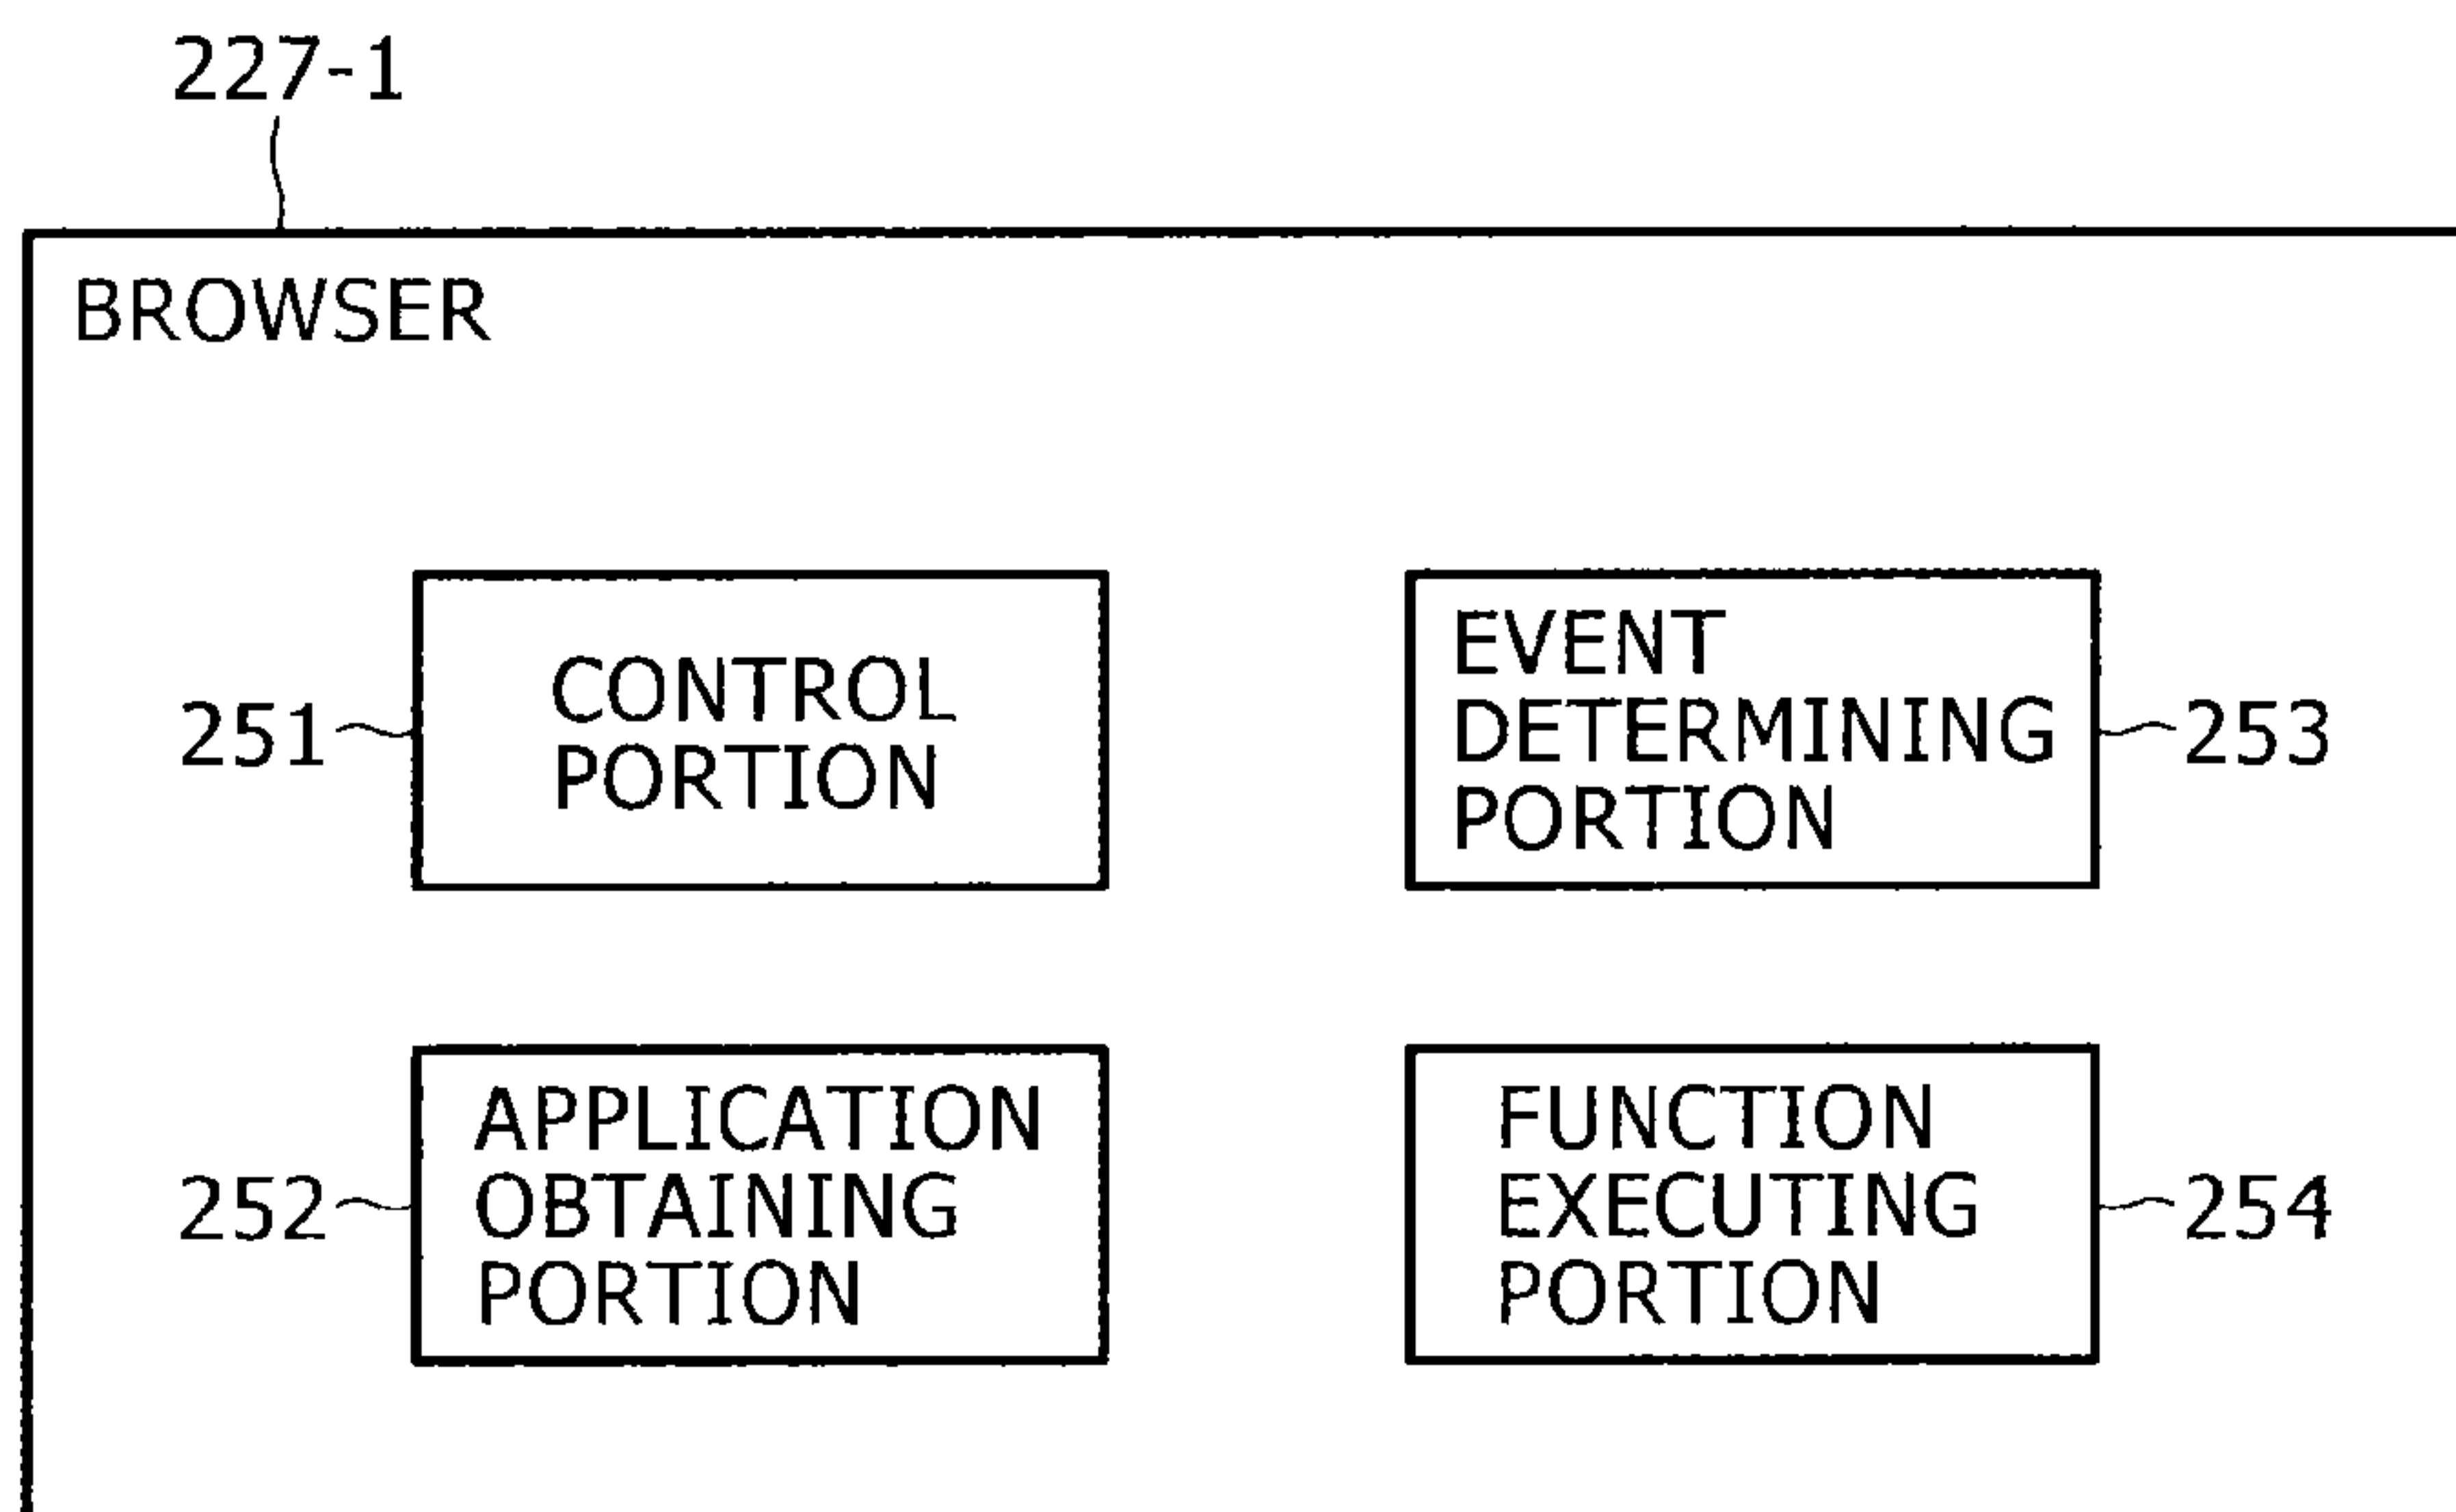 227-1
BROWSER
251
CONTROL
PORTION
EVENT
DETERMINING
PORTION
253
252
APPLICATION
OBTAINING
PORTION
FUNCTION
EXECUTING
PORTION
254